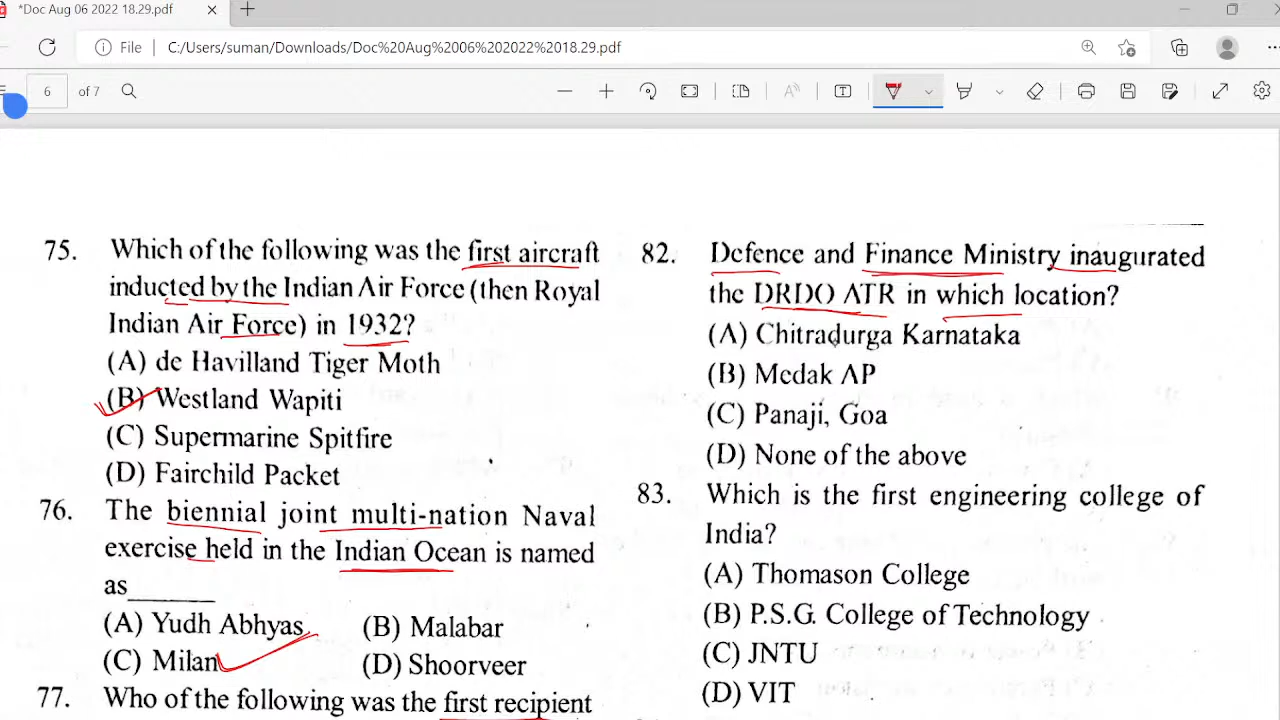 *Doc Aug 06 2022 18.29.pdf
File
C:/Users/suman/Downloads/Doc%20Aug%2006%202022%2018.29.pdf
6 of 7
75. Which of the following was the first aircraft
inducted by the Indian Air Force (then Royal
Indian Air Force) in 1932?
(A) de Havilland Tiger Moth
(B) Westland Wapiti
(C) Supermarine Spitfire
(D) Fairchild Packet
76. The biennial joint multi-nation Naval
exercise held in the Indian Ocean is named
as______
(A) Yudh Abhyas (B) Malabar
(C) Milan (D) Shoorveer
77. Who of the following was the first recipient
82. Defence and Finance Ministry inaugurated
the DRDO ATR in which location?
(A) Chitradurga Karnataka
(B) Medak AP
(C) Panaji, Goa
(D) None of the above
83. Which is the first engineering college of
India?
(A) Thomason College
(B) P.S.G. College of Technology
(C) JNTU
(D) VIT